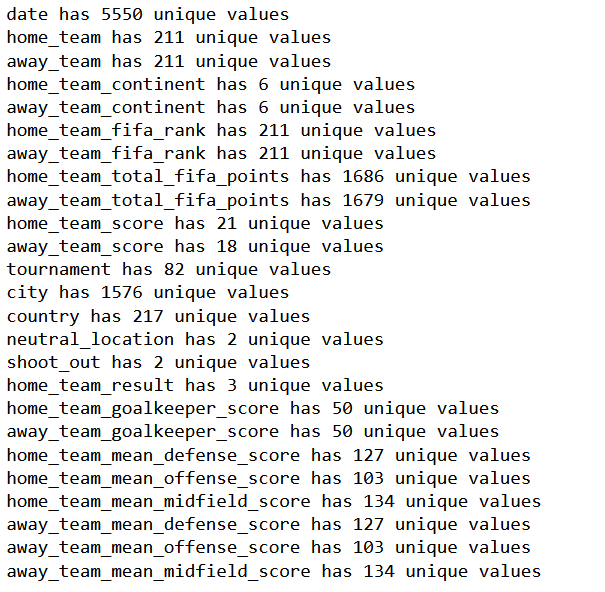 date has 5550 unique values
home_team has 211 unique values
away_team has 211 unique values
home_team_continent has 6 unique values
away_team_continent has 6 unique values
home_team_fifa_rank has 211 unique values
away_team_fifa_rank has 211 unique values
home_team_total_fifa_points has 1686 unique values
away_team_total_fifa_points has 1679 unique values
home_team_score has 21 unique values
away_team_score has 18 unique values
tournament has 82 unique values
city has 1576 unique values
country has 217 unique values
neutral_location has 2 unique values
shoot_out has 2 unique values
home_team_result has 3 unique values
home_team_goalkeeper_score has 50 unique values
away_team_goalkeeper_score has 50 unique values
home_team_mean_defense_score has 127 unique values
home_team_mean_offense_score has 103 unique values
home_team_mean_midfield_score has 134 unique values
away_team_mean_defense_score has 127 unique values
away_team_mean_offense_score has 103 unique values
away_team_mean_midfield_score has 134 unique values